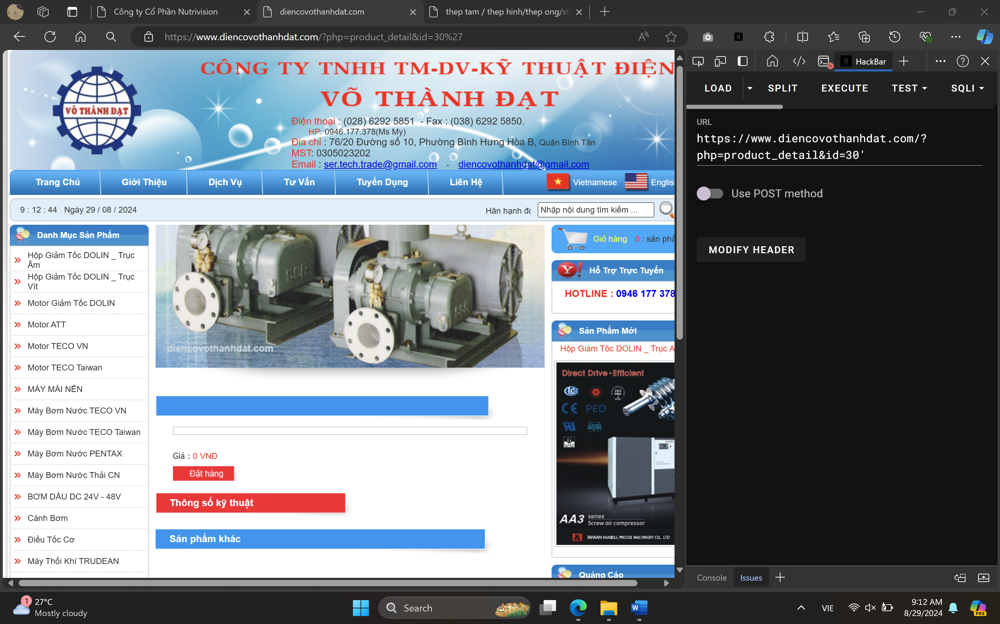 Công ty Cổ Phần Nutrivision
diencovothanhdat.com
thep tam / thep hinh/thep ong/st
https://www.diencovothanhdat.com/?php=product_detail&id=30%27
CÔNG TY TNHH TM-DV-KỸ THUẬT ĐIỆN
VÕ THÀNH ĐẠT
VÕ THÀNH ĐẠT
Điện thoại : (028) 6292 5851 - Fax : (038) 6292 5850.
HP: 0946.177.378(Ms My)
Địa chỉ : 76/20 Đường số 10, Phường Bình Hưng Hòa B, Quận Bình Tân
MST: 0305023202
Email : ser.tech.trade@gmail.com - diencovothanhdat@gmail.com
Trang Chủ
Giới Thiệu
Dịch Vụ
Tư Vấn
Tuyển Dụng
Liên Hệ
Vietnamese
Englis
9 : 12 : 44 Ngày 29 / 08 / 2024
Hân hạnh đó
Nhập nội dung tìm kiếm ...
Danh Mục Sản Phẩm
Hộp Giảm Tốc DOLIN _ Trục
Âm
Hộp Giảm Tốc DOLIN _ Trục
Vít
Motor Giảm Tốc DOLIN
Motor ATT
Motor TECO VN
Motor TECO Taiwan
MÁY MÀI NỀN
Máy Bơm Nước TECO VN
Máy Bơm Nước TECO Taiwan
Máy Bơm Nước PENTAX
Máy Bơm Nước Thải CN
BƠM DẦU DC 24V - 48V
Cánh Bơm
Điều Tốc Cơ
Máy Thổi Khí TRUDEAN
diencovothanhdat.com
Giá : 0 VNĐ
Đặt hàng
Thông số kỹ thuật
Sản phẩm khác
Giỏ hàng 0 : sản phẩ
Hỗ Trợ Trực Tuyến
HOTLINE : 0946 177 378
Sản Phẩm Mới
Hộp Giảm Tốc DOLIN _ Trục Â
Direct Drive · Efficient
ISO
9001
CE PED
AA3 series
Screw air compressor
TAIWAN HANBELL PRECISE MACHINERY CO., LTD
Quảng Cáo
HackBar
LOAD
SPLIT
EXECUTE
TEST
SQLI
URL
https://www.diencovothanhdat.com/?
php=product_detail&id=30'
Use POST method
MODIFY HEADER
Console
Issues
1
27°C
Mostly cloudy
Search
VIE
9:12 AM
8/29/2024
PRE